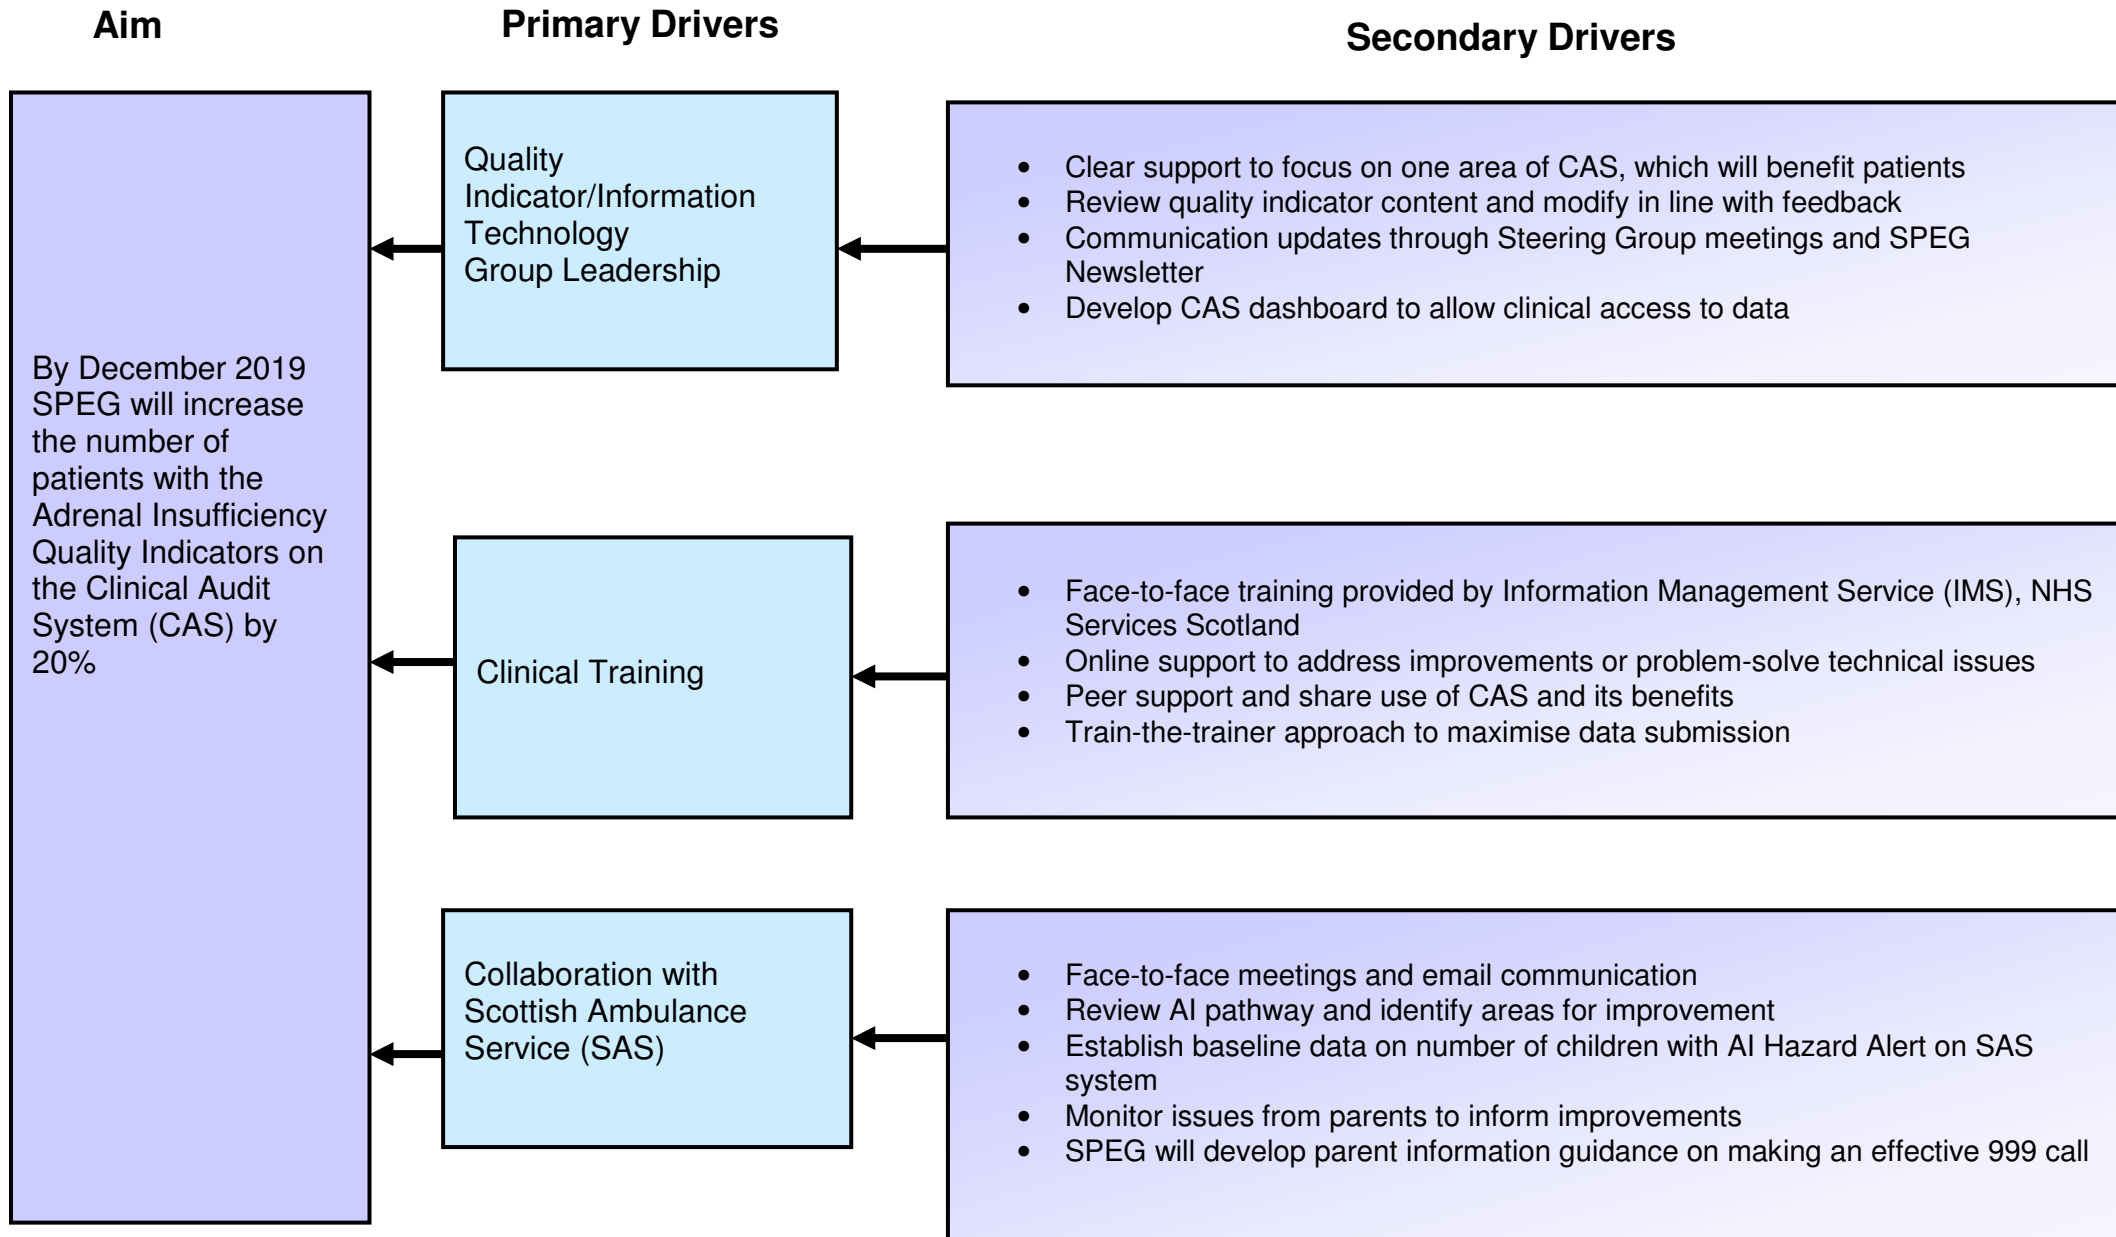 Aim
Primary Drivers
Secondary Drivers
By December 2019
SPEG will increase
the number of
patients with the
Adrenal Insufficiency
Quality Indicators on
the Clinical Audit
System (CAS) by
20%
Quality
Indicator/Information
Technology
Group Leadership
• Clear support to focus on one area of CAS, which will benefit patients
• Review quality indicator content and modify in line with feedback
• Communication updates through Steering Group meetings and SPEG
Newsletter
• Develop CAS dashboard to allow clinical access to data
Clinical Training
• Face-to-face training provided by Information Management Service (IMS), NHS
Services Scotland
• Online support to address improvements or problem-solve technical issues
• Peer support and share use of CAS and its benefits
• Train-the-trainer approach to maximise data submission
Collaboration with
Scottish Ambulance
Service (SAS)
• Face-to-face meetings and email communication
• Review AI pathway and identify areas for improvement
• Establish baseline data on number of children with AI Hazard Alert on SAS
system
• Monitor issues from parents to inform improvements
• SPEG will develop parent information guidance on making an effective 999 call